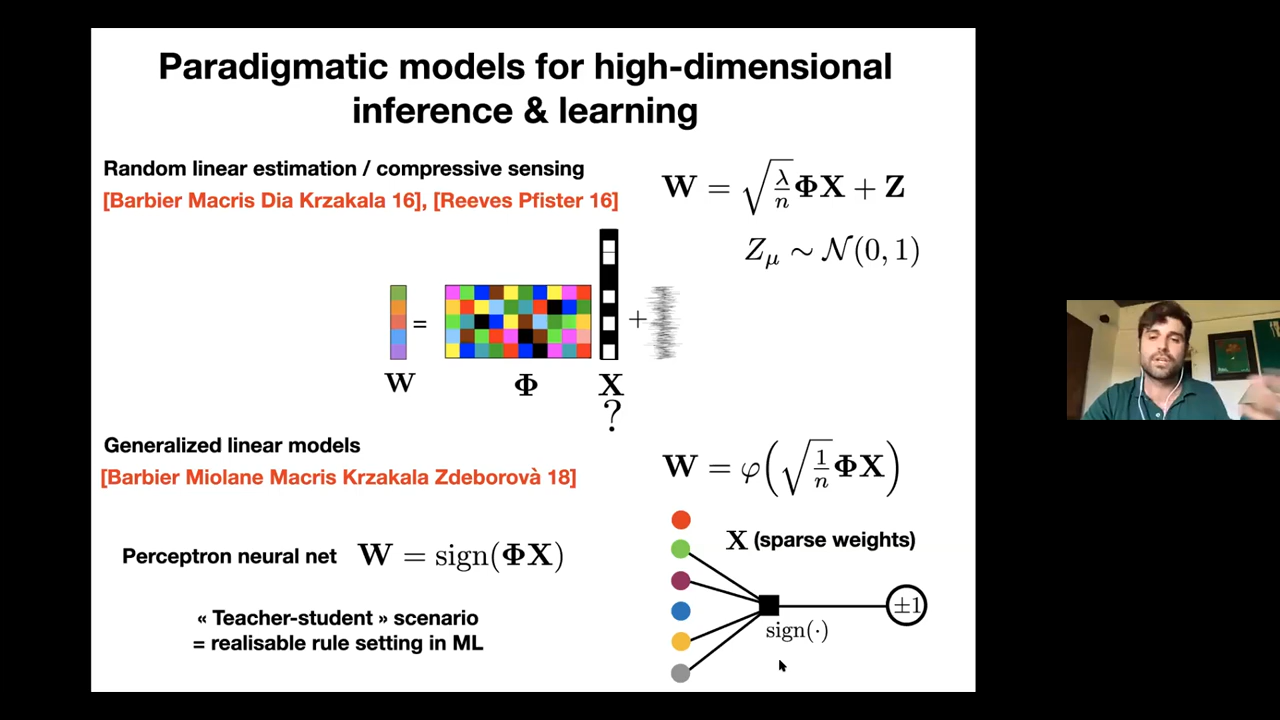 Paradigmatic models for high-dimensional
inference & learning
Random linear estimation / compressive sensing
[Barbier Macris Dia Krzakala 16], [Reeves Pfister 16]
W = √(λ/n) ΦX + Z
Z_μ ∼ N(0, 1)
= +
W Φ X
?
Generalized linear models
[Barbier Miolane Macris Krzakala Zdeborovà 18]
W = φ(√(1/n) ΦX)
X (sparse weights)
Perceptron neural net W = sign(ΦX)
±1
sign(·)
« Teacher-student » scenario
= realisable rule setting in ML